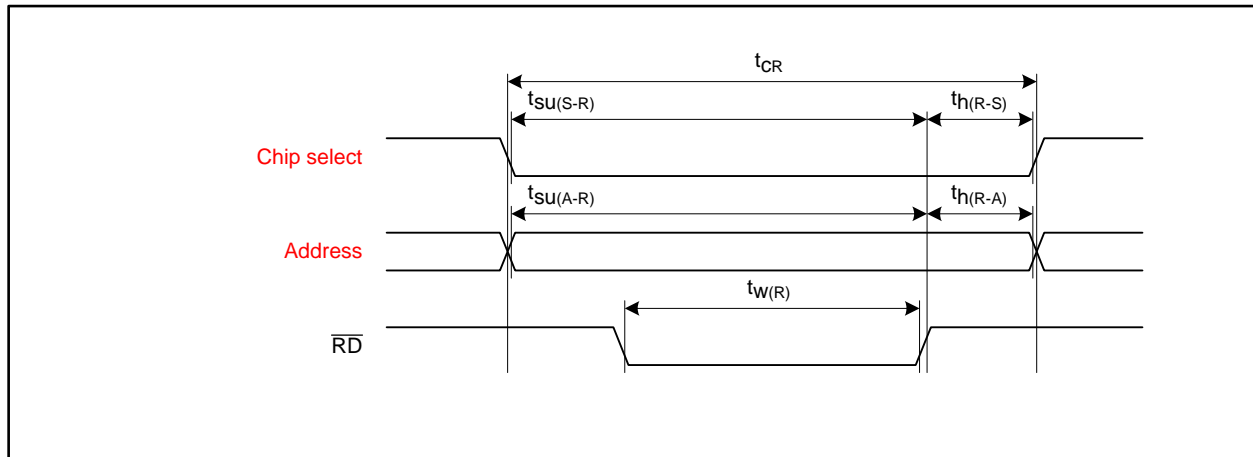 tCR
tsu(S-R) th(R-S)
Chip select
tsu(A-R) th(R-A)
Address
tW(R)
RD